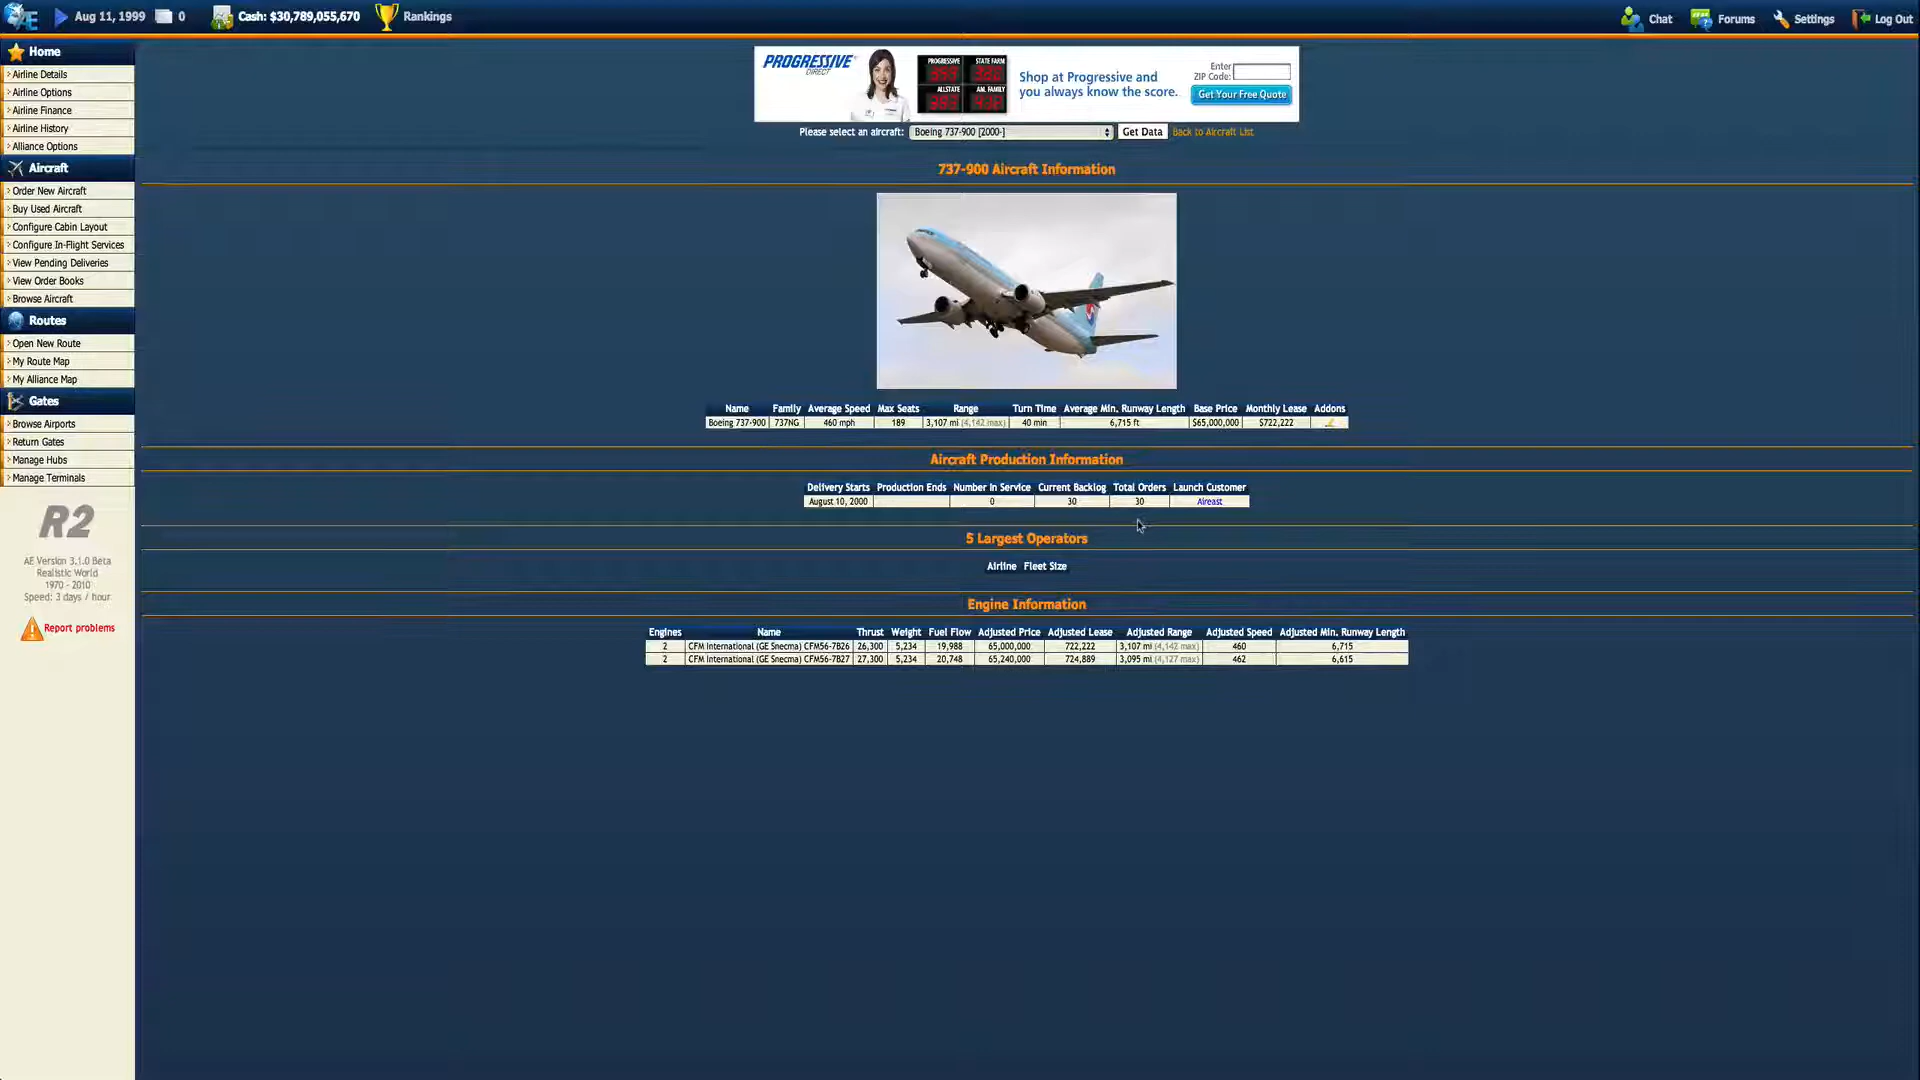 AE Aug 11, 1999 0 Cash: $30,789,055,670 Rankings Chat Forums Settings Log Out
Home
Airline Details
Airline Options
Airline Finance
Airline History
Alliance Options
Aircraft
Order New Aircraft
Buy Used Aircraft
Configure Cabin Layout
Configure In-Flight Services
View Pending Deliveries
View Order Books
Browse Aircraft
Routes
Open New Route
My Route Map
My Alliance Map
Gates
Browse Airports
Return Gates
Manage Hubs
Manage Terminals
R2
AE Version 3.1.0 Beta
Realistic World
1970 - 2010
Speed: 3 days / hour
Report problems
PROGRESSIVE
DIRECT
PROGRESSIVE STATE FARM
ALLSTATE AM. FAMILY
Shop at Progressive and
you always know the score.
Enter
ZIP Code:
Get Your Free Quote
Please select an aircraft: Boeing 737-900 [2000-] Get Data Back to Aircraft List
737-900 Aircraft Information
Name Family Average Speed Max Seats Range Turn Time Average Min. Runway Length Base Price Monthly Lease Addons
Boeing 737-900 737NG 460 mph 189 3,107 mi (4,142 max) 40 min 6,715 ft $65,000,000 $722,222
Aircraft Production Information
Delivery Starts Production Ends Number In Service Current Backlog Total Orders Launch Customer
August 10, 2000 0 30 30 Aireast
5 Largest Operators
Airline Fleet Size
Engine Information
Engines Name Thrust Weight Fuel Flow Adjusted Price Adjusted Lease Adjusted Range Adjusted Speed Adjusted Min. Runway Length
2 CFM International (GE Snecma) CFM56-7B26 26,300 5,234 19,988 65,000,000 722,222 3,107 mi (4,142 max) 460 6,715
2 CFM International (GE Snecma) CFM56-7B27 27,300 5,234 20,748 65,240,000 724,889 3,095 mi (4,127 max) 462 6,615